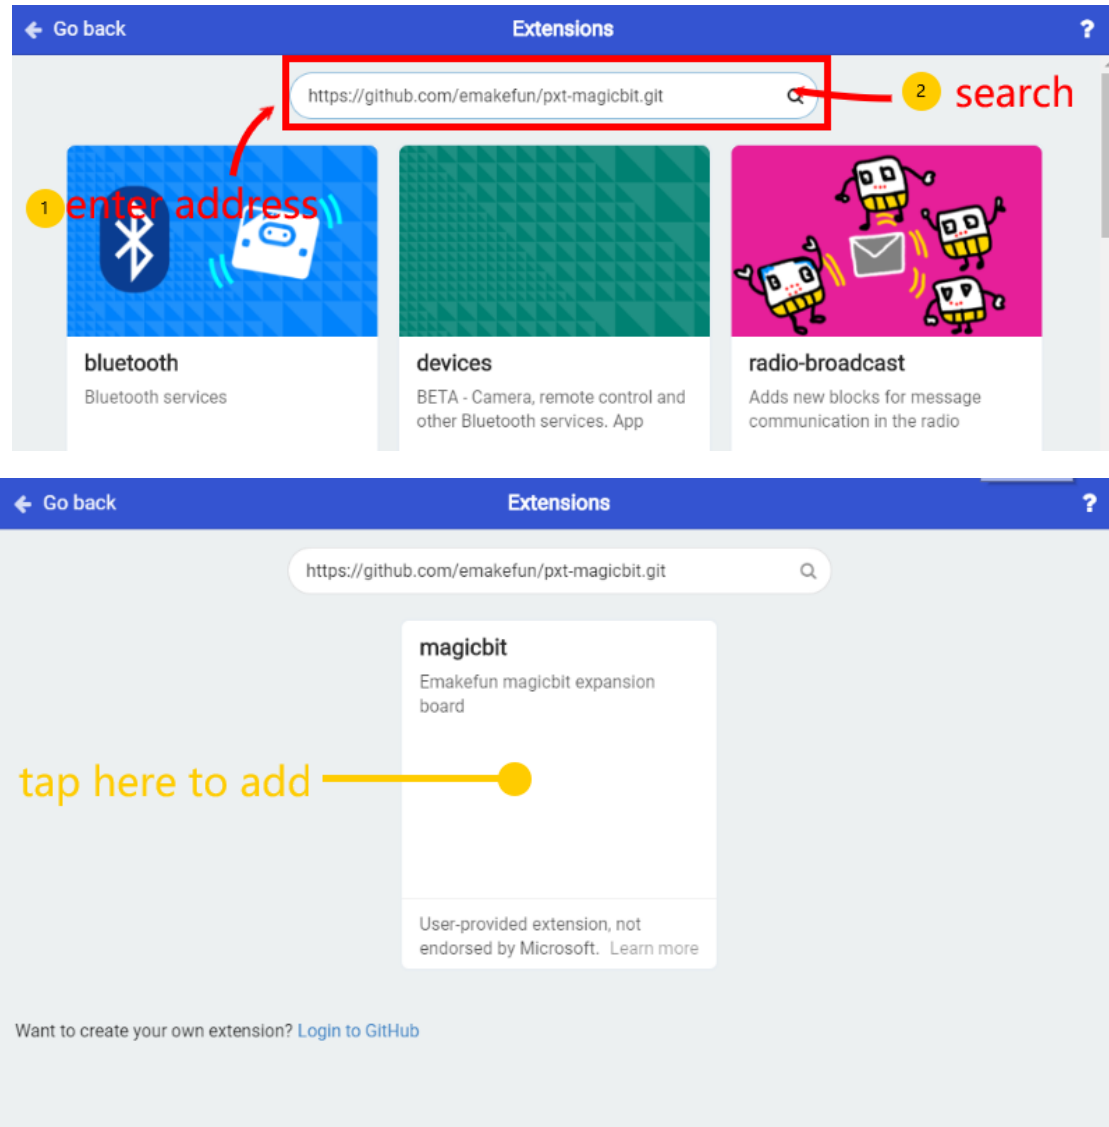 Go back
Extensions
?
https://github.com/emakefun/pxt-magicbit.git
2 search
1 enter address
bluetooth
Bluetooth services
devices
BETA - Camera, remote control and
other Bluetooth services. App
radio-broadcast
Adds new blocks for message
communication in the radio
Go back
Extensions
?
https://github.com/emakefun/pxt-magicbit.git
magicbit
Emakefun magicbit expansion
board
tap here to add
User-provided extension, not
endorsed by Microsoft. Learn more
Want to create your own extension? Login to GitHub